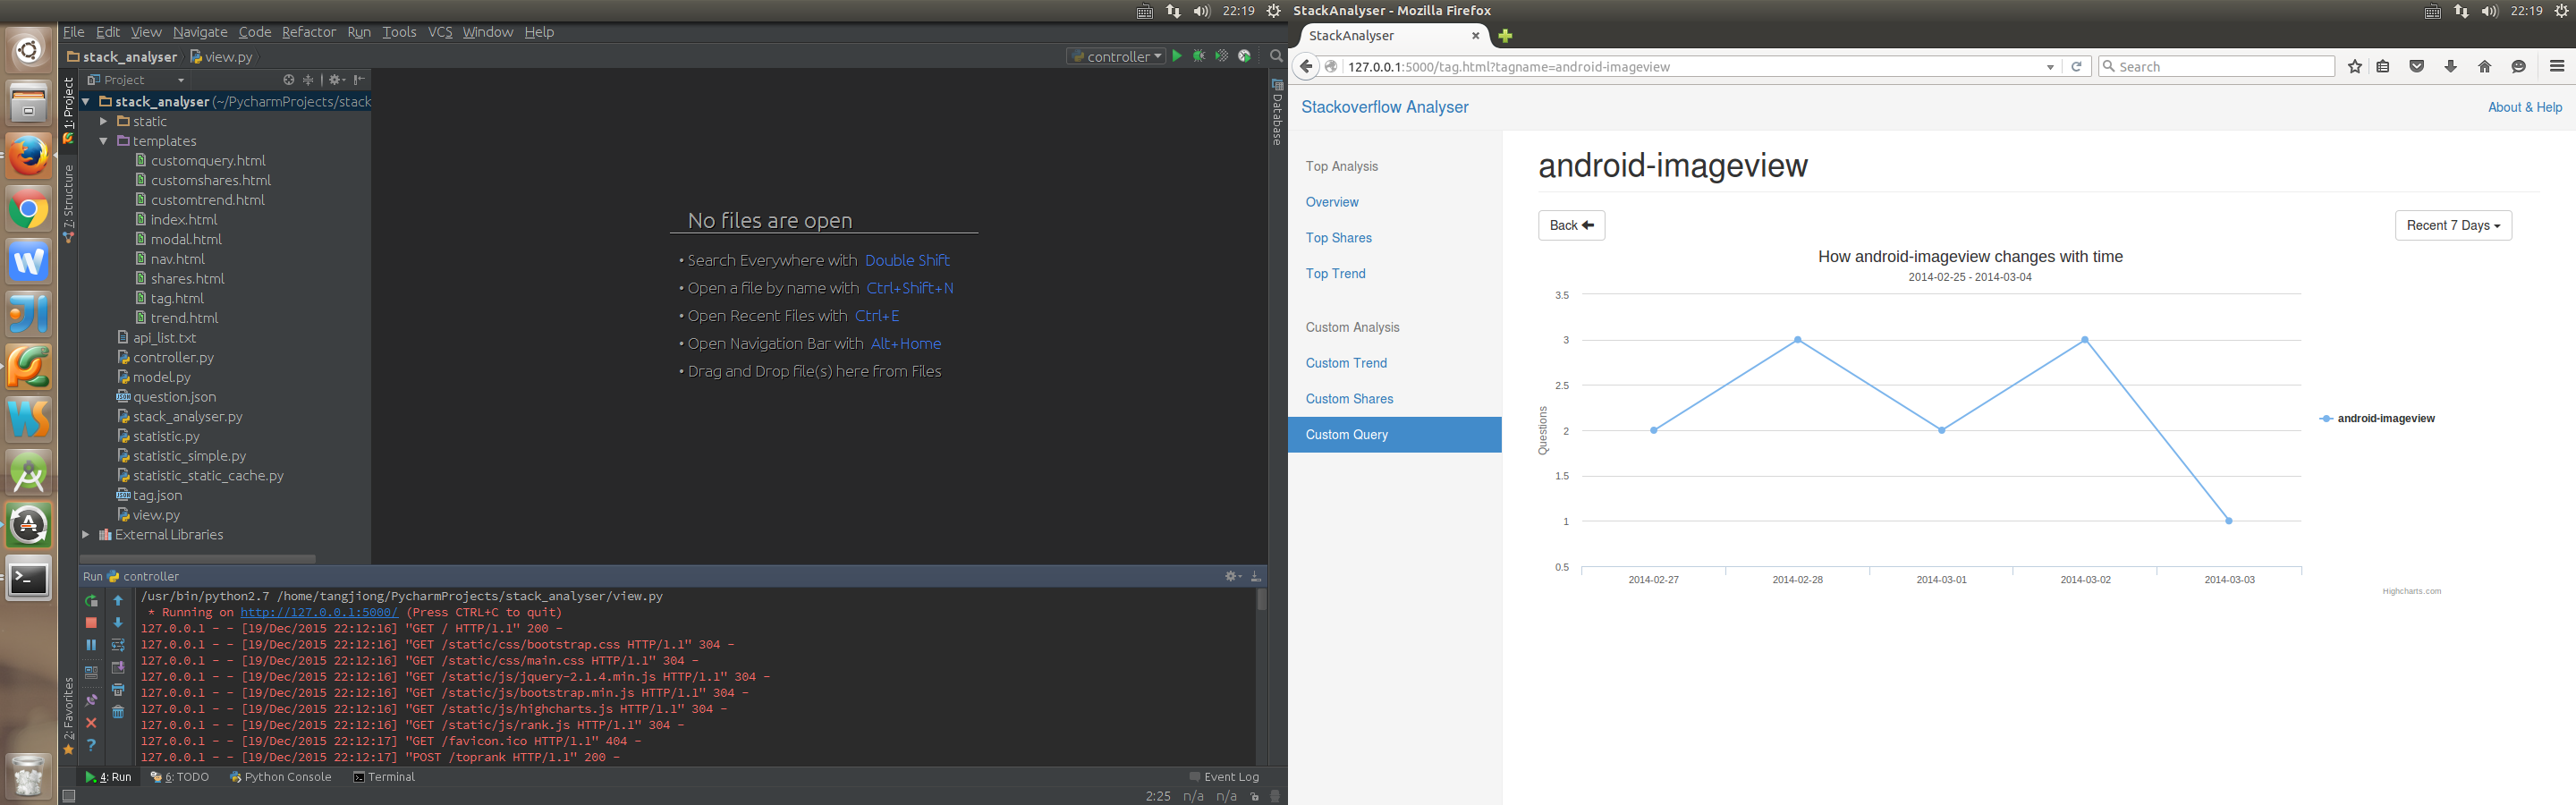 22:19
File Edit View Navigate Code Refactor Run Tools VCS Window Help
stack_analyser view.py
controller
1: Project
7: Structure
2: Favorites
Project
stack_analyser (~/PycharmProjects/stack
static
templates
customquery.html
customshares.html
customtrend.html
index.html
modal.html
nav.html
shares.html
tag.html
trend.html
api_list.txt
controller.py
model.py
question.json
stack_analyser.py
statistic.py
statistic_simple.py
statistic_static_cache.py
tag.json
view.py
External Libraries
No files are open
• Search Everywhere with Double Shift
• Open a file by name with Ctrl+Shift+N
• Open Recent Files with Ctrl+E
• Open Navigation Bar with Alt+Home
• Drag and Drop file(s) here from Files
Database
Run controller
/usr/bin/python2.7 /home/tangjiong/PycharmProjects/stack_analyser/view.py
* Running on http://127.0.0.1:5000/ (Press CTRL+C to quit)
127.0.0.1 - - [19/Dec/2015 22:12:16] "GET / HTTP/1.1" 200 -
127.0.0.1 - - [19/Dec/2015 22:12:16] "GET /static/css/bootstrap.css HTTP/1.1" 304 -
127.0.0.1 - - [19/Dec/2015 22:12:16] "GET /static/css/main.css HTTP/1.1" 304 -
127.0.0.1 - - [19/Dec/2015 22:12:16] "GET /static/js/jquery-2.1.4.min.js HTTP/1.1" 304 -
127.0.0.1 - - [19/Dec/2015 22:12:16] "GET /static/js/bootstrap.min.js HTTP/1.1" 304 -
127.0.0.1 - - [19/Dec/2015 22:12:16] "GET /static/js/highcharts.js HTTP/1.1" 304 -
127.0.0.1 - - [19/Dec/2015 22:12:16] "GET /static/js/rank.js HTTP/1.1" 304 -
127.0.0.1 - - [19/Dec/2015 22:12:17] "GET /favicon.ico HTTP/1.1" 404 -
127.0.0.1 - - [19/Dec/2015 22:12:17] "POST /toprank HTTP/1.1" 200 -
4: Run 6: TODO Python Console Terminal Event Log
2:25 n/a n/a
StackAnalyser - Mozilla Firefox 22:19
StackAnalyser
127.0.0.1:5000/tag.html?tagname=android-imageview Search
Stackoverflow Analyser About & Help
Top Analysis
Overview
Top Shares
Top Trend
Custom Analysis
Custom Trend
Custom Shares
Custom Query
android-imageview
Back Recent 7 Days
How android-imageview changes with time
2014-02-25 - 2014-03-04
3.5
3
2.5
2
1.5
1
0.5
Questions
android-imageview
2014-02-27 2014-02-28 2014-03-01 2014-03-02 2014-03-03
Highcharts.com